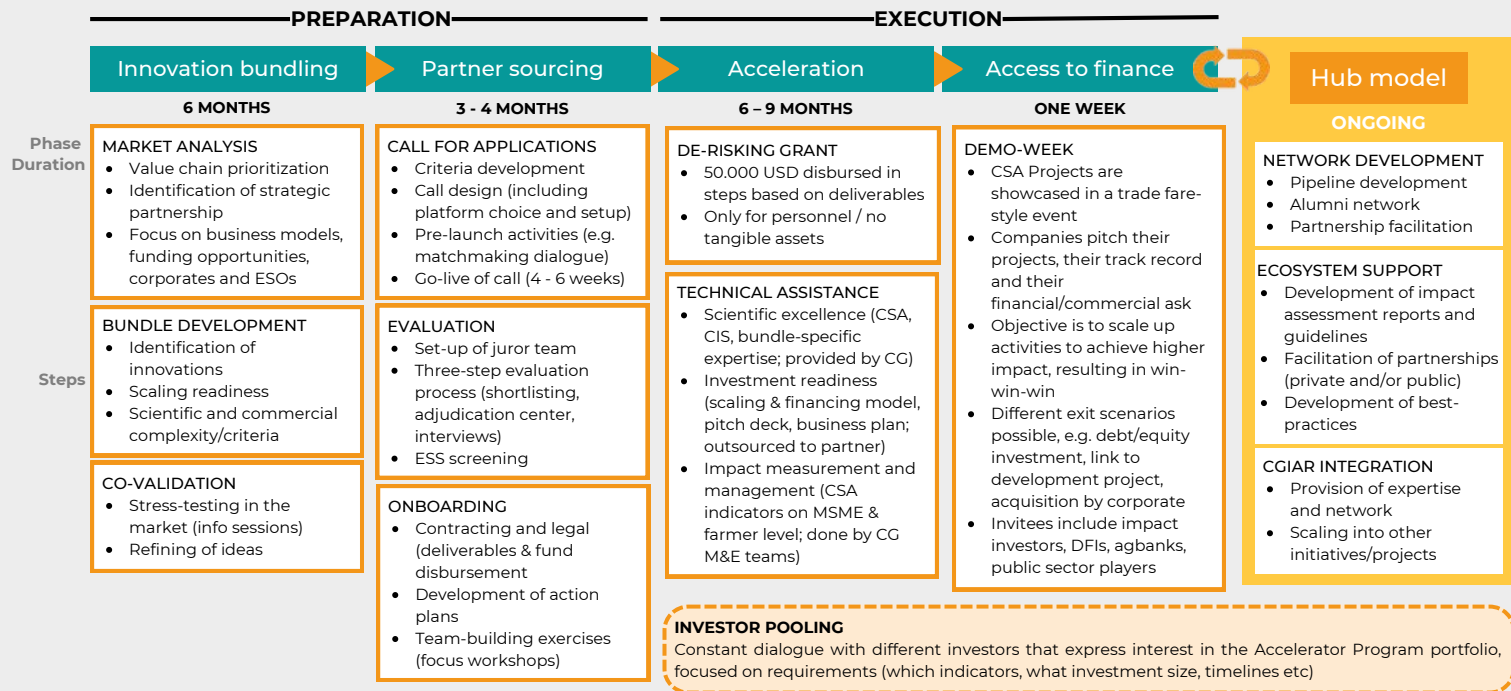 PREPARATION
EXECUTION
Innovation bundling
Partner sourcing
Acceleration
Access to finance
Hub model
6 MONTHS
3 - 4 MONTHS
6 – 9 MONTHS
ONE WEEK
ONGOING
Phase
Duration
Steps
MARKET ANALYSIS
• Value chain prioritization
• Identification of strategic
partnership
• Focus on business models,
funding opportunities,
corporates and ESOs
BUNDLE DEVELOPMENT
• Identification of
innovations
• Scaling readiness
• Scientific and commercial
complexity/criteria
CO-VALIDATION
• Stress-testing in the
market (info sessions)
• Refining of ideas
CALL FOR APPLICATIONS
• Criteria development
• Call design (including
platform choice and setup)
• Pre-launch activities (e.g.
matchmaking dialogue)
• Go-live of call (4 - 6 weeks)
EVALUATION
• Set-up of juror team
• Three-step evaluation
process (shortlisting,
adjudication center,
interviews)
• ESS screening
ONBOARDING
• Contracting and legal
(deliverables & fund
disbursement
• Development of action
plans
• Team-building exercises
(focus workshops)
DE-RISKING GRANT
• 50.000 USD disbursed in
steps based on deliverables
• Only for personnel / no
tangible assets
TECHNICAL ASSISTANCE
• Scientific excellence (CSA,
CIS, bundle-specific
expertise; provided by CG)
• Investment readiness
(scaling & financing model,
pitch deck, business plan;
outsourced to partner)
• Impact measurement and
management (CSA
indicators on MSME &
farmer level; done by CG
M&E teams)
DEMO-WEEK
• CSA Projects are
showcased in a trade fare-
style event
• Companies pitch their
projects, their track record
and their
financial/commercial ask
• Objective is to scale up
activities to achieve higher
impact, resulting in win-
win-win
• Different exit scenarios
possible, e.g. debt/equity
investment, link to
development project,
acquisition by corporate
• Invitees include impact
investors, DFIs, agbanks,
public sector players
NETWORK DEVELOPMENT
• Pipeline development
• Alumni network
• Partnership facilitation
ECOSYSTEM SUPPORT
• Development of impact
assessment reports and
guidelines
• Facilitation of partnerships
(private and/or public)
• Development of best-
practices
CGIAR INTEGRATION
• Provision of expertise
and network
• Scaling into other
initiatives/projects
INVESTOR POOLING
Constant dialogue with different investors that express interest in the Accelerator Program portfolio,
focused on requirements (which indicators, what investment size, timelines etc)